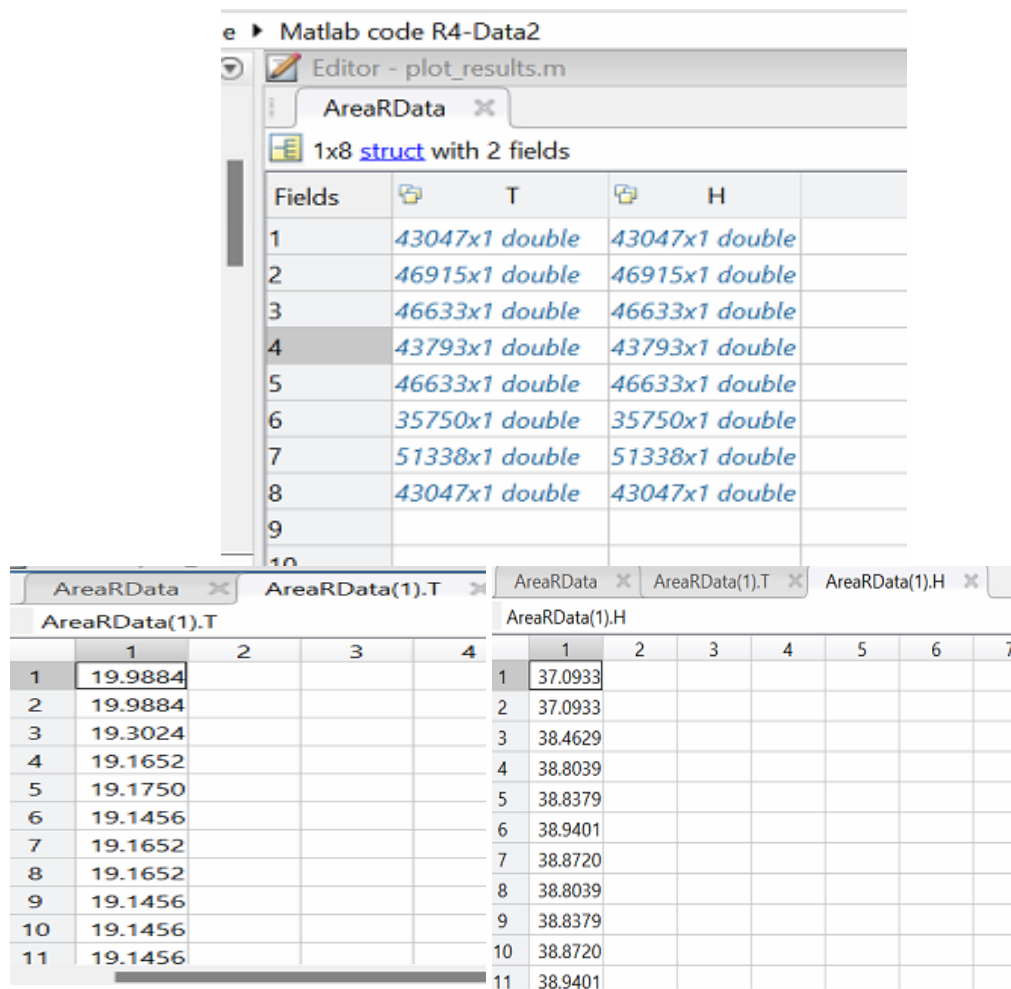 e ▸ Matlab code R4-Data2
Editor - plot_results.m
AreaRData
1x8 struct with 2 fields
Fields T H
1 43047x1 double 43047x1 double
2 46915x1 double 46915x1 double
3 46633x1 double 46633x1 double
4 43793x1 double 43793x1 double
5 46633x1 double 46633x1 double
6 35750x1 double 35750x1 double
7 51338x1 double 51338x1 double
8 43047x1 double 43047x1 double
9
10
AreaRData AreaRData(1).T
AreaRData(1).T
1 2 3 4
1 19.9884
2 19.9884
3 19.3024
4 19.1652
5 19.1750
6 19.1456
7 19.1652
8 19.1652
9 19.1456
10 19.1456
11 19.1456
AreaRData AreaRData(1).T AreaRData(1).H
AreaRData(1).H
1 2 3 4 5 6 7
1 37.0933
2 37.0933
3 38.4629
4 38.8039
5 38.8379
6 38.9401
7 38.8720
8 38.8039
9 38.8379
10 38.8720
11 38.9401